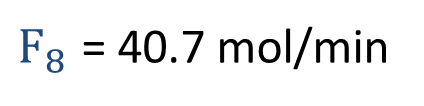 F₈ = 40.7 mol/min